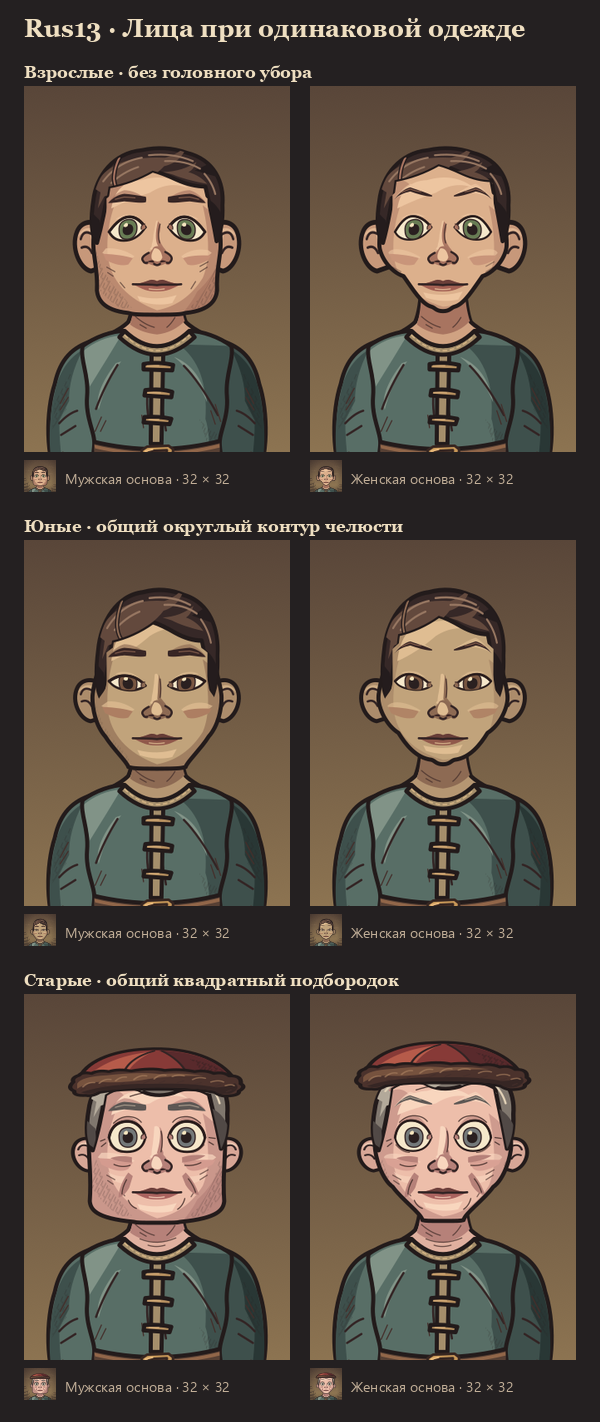 Rus13 · Лица при одинаковой одежде
Взрослые · без головного убора
Мужская основа · 32 × 32
Женская основа · 32 × 32
Юные · общий округлый контур челюсти
Мужская основа · 32 × 32
Женская основа · 32 × 32
Старые · общий квадратный подбородок
Мужская основа · 32 × 32
Женская основа · 32 × 32